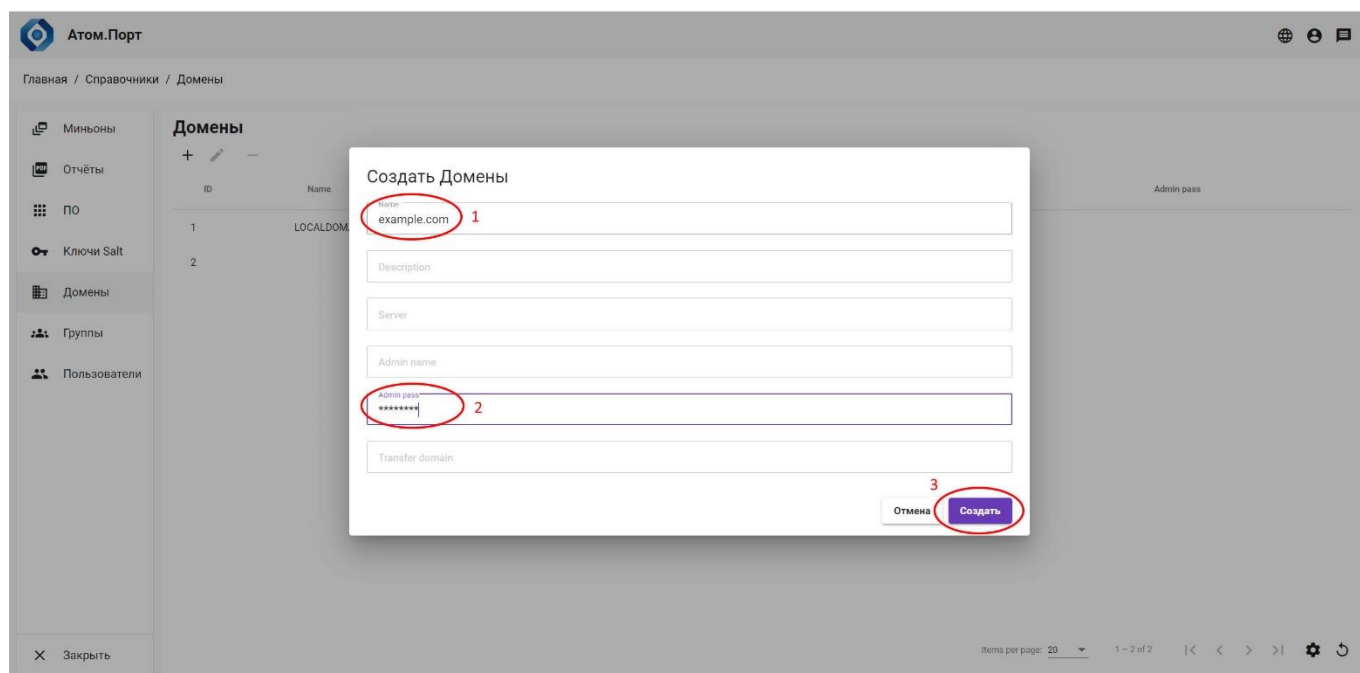 Атом.Порт
Главная / Справочники / Домены
Миньоны
Отчёты
ПО
Ключи Salt
Домены
Группы
Пользователи
Закрыть
Домены
ID Name Admin pass
1 LOCALDOM
2
Создать Домены
Name
example.com 1
Description
Server
Admin name
Admin pass
******** 2
Transfer domain
3
Отмена Создать
Items per page: 20 1 – 2 of 2